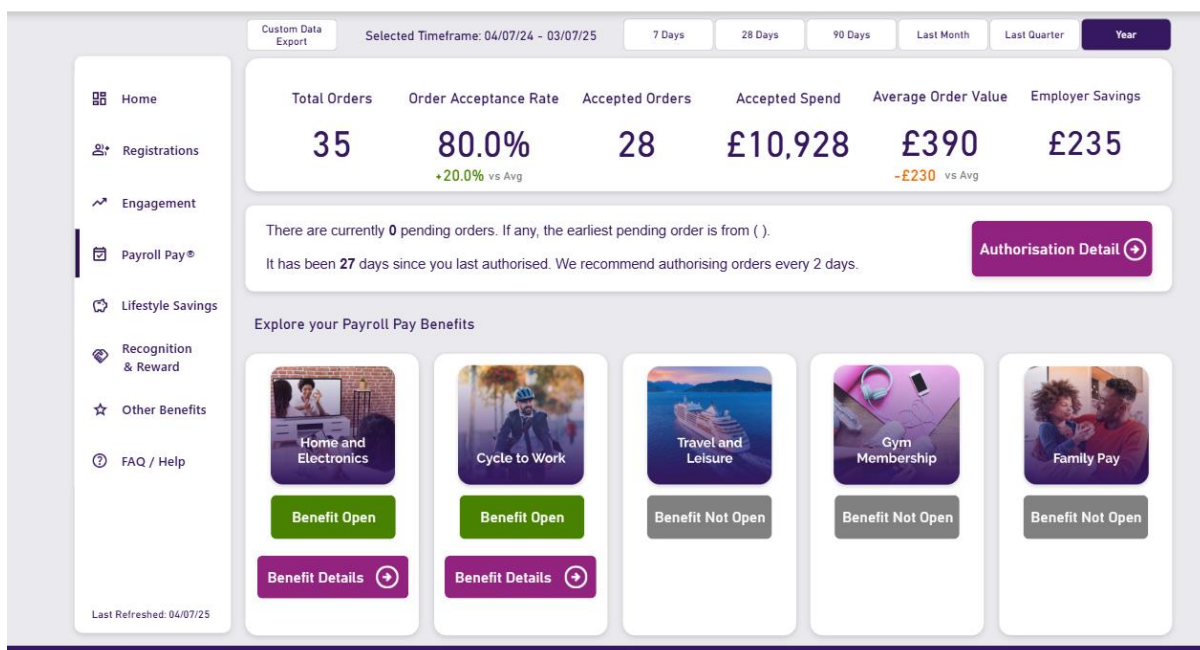 Custom Data
Export
Selected Timeframe: 04/07/24 - 03/07/25
7 Days
28 Days
90 Days
Last Month
Last Quarter
Year
Home
Registrations
Engagement
Payroll Pay®
Lifestyle Savings
Recognition
& Reward
Other Benefits
FAQ / Help
Last Refreshed: 04/07/25
Total Orders
35
Order Acceptance Rate
80.0%
+20.0% vs Avg
Accepted Orders
28
Accepted Spend
£10,928
Average Order Value
£390
-£230 vs Avg
Employer Savings
£235
There are currently 0 pending orders. If any, the earliest pending order is from ( ).
It has been 27 days since you last authorised. We recommend authorising orders every 2 days.
Authorisation Detail
Explore your Payroll Pay Benefits
Home and
Electronics
Benefit Open
Benefit Details
Cycle to Work
Benefit Open
Benefit Details
Travel and
Leisure
Benefit Not Open
Gym
Membership
Benefit Not Open
Family Pay
Benefit Not Open